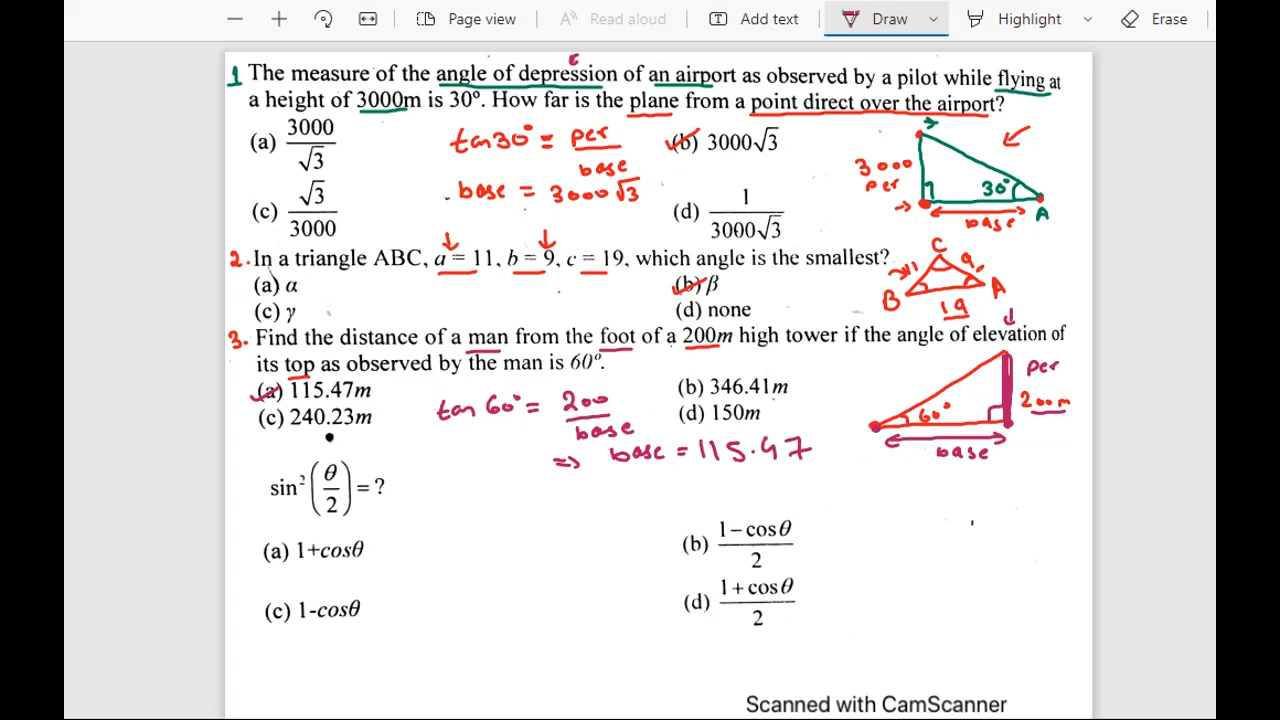 Page view
Read aloud
Add text
Draw
Highlight
Erase
1 The measure of the angle of depression of an airport as observed by a pilot while flying at
a height of 3000m is 30°. How far is the plane from a point direct over the airport?
(a) 3000/√3
tan30° = per/base
(b) 3000√3
base = 3000√3
3000
per
30°
A
base
(c) √3/3000
(d) 1/3000√3
2. In a triangle ABC, a = 11, b = 9, c = 19, which angle is the smallest?
(a) α
(b) β
(c) γ
(d) none
C
11
9
B
A
19
3. Find the distance of a man from the foot of a 200m high tower if the angle of elevation of
its top as observed by the man is 60°.
(a) 115.47m
(b) 346.41m
(c) 240.23m
(d) 150m
tan 60° = 200/base
⇒ base = 115.47
per
200m
60°
base
sin²(θ/2) = ?
(a) 1+cosθ
(b) 1−cosθ/2
(c) 1-cosθ
(d) 1+cosθ/2
Scanned with CamScanner